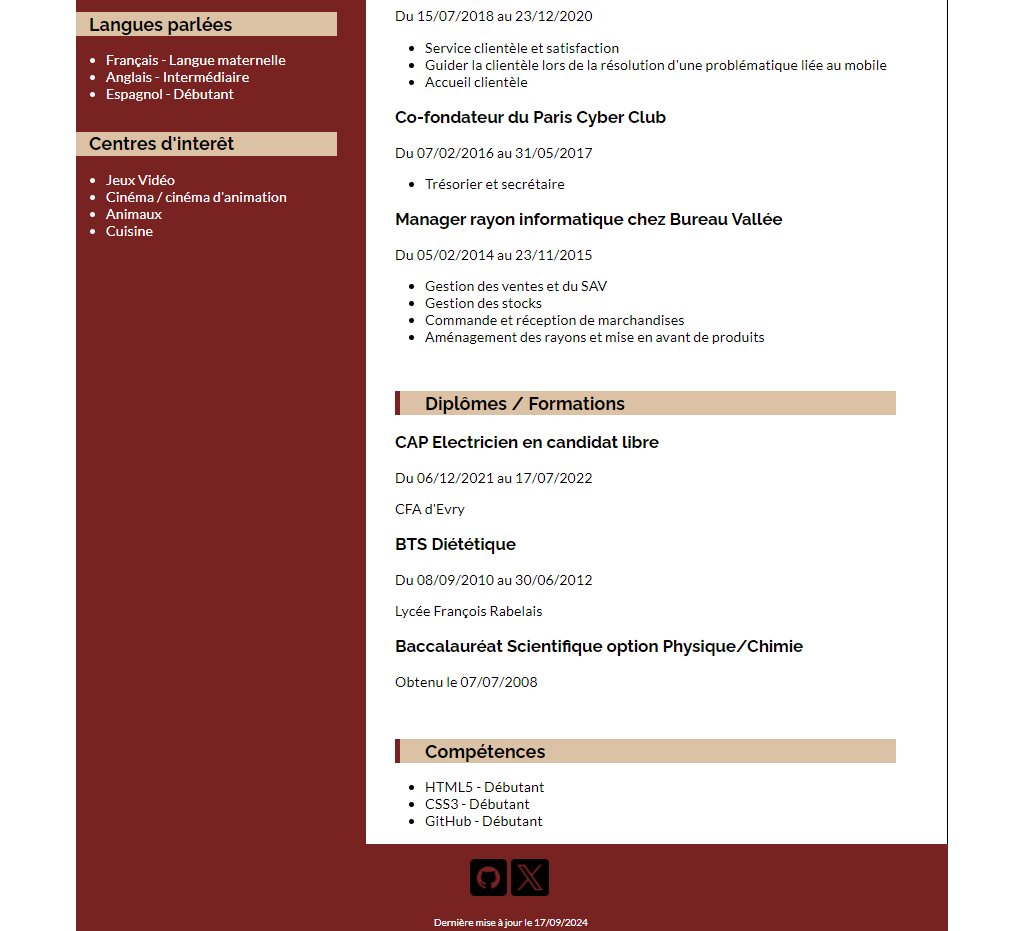 Langues parlées
Français - Langue maternelle
Anglais - Intermédiaire
Espagnol - Débutant
Centres d'interêt
Jeux Vidéo
Cinéma / cinéma d'animation
Animaux
Cuisine
Du 15/07/2018 au 23/12/2020
Service clientèle et satisfaction
Guider la clientèle lors de la résolution d'une problématique liée au mobile
Accueil clientèle
Co-fondateur du Paris Cyber Club
Du 07/02/2016 au 31/05/2017
Trésorier et secrétaire
Manager rayon informatique chez Bureau Vallée
Du 05/02/2014 au 23/11/2015
Gestion des ventes et du SAV
Gestion des stocks
Commande et réception de marchandises
Aménagement des rayons et mise en avant de produits
Diplômes / Formations
CAP Electricien en candidat libre
Du 06/12/2021 au 17/07/2022
CFA d'Evry
BTS Diététique
Du 08/09/2010 au 30/06/2012
Lycée François Rabelais
Baccalauréat Scientifique option Physique/Chimie
Obtenu le 07/07/2008
Compétences
HTML5 - Débutant
CSS3 - Débutant
GitHub - Débutant
Dernière mise à jour le 17/09/2024